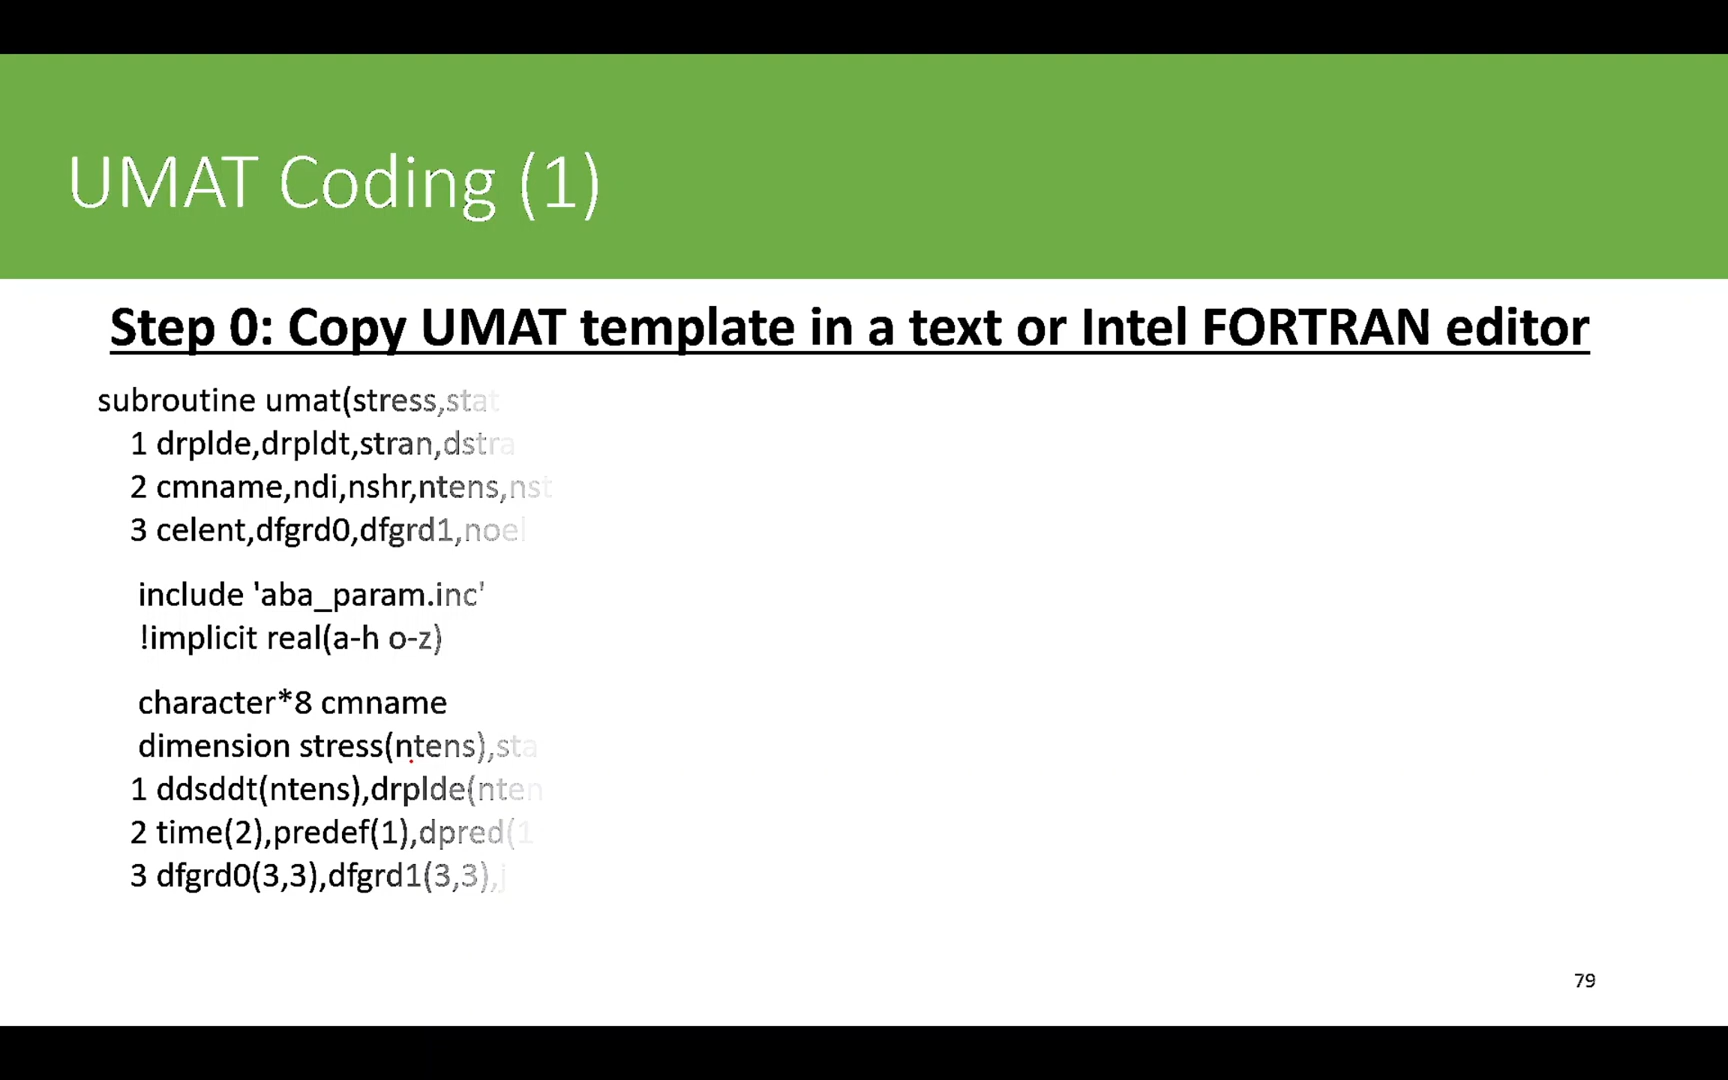 UMAT Coding (1)
Step 0: Copy UMAT template in a text or Intel FORTRAN editor
subroutine umat(stress,stat
1 drplde,drpldt,stran,dstra
2 cmname,ndi,nshr,ntens,nst
3 celent,dfgrd0,dfgrd1,noel
include 'aba_param.inc'
!implicit real(a-h o-z)
character*8 cmname
dimension stress(ntens),sta
1 ddsddt(ntens),drplde(nten
2 time(2),predef(1),dpred(1
3 dfgrd0(3,3),dfgrd1(3,3),j
79